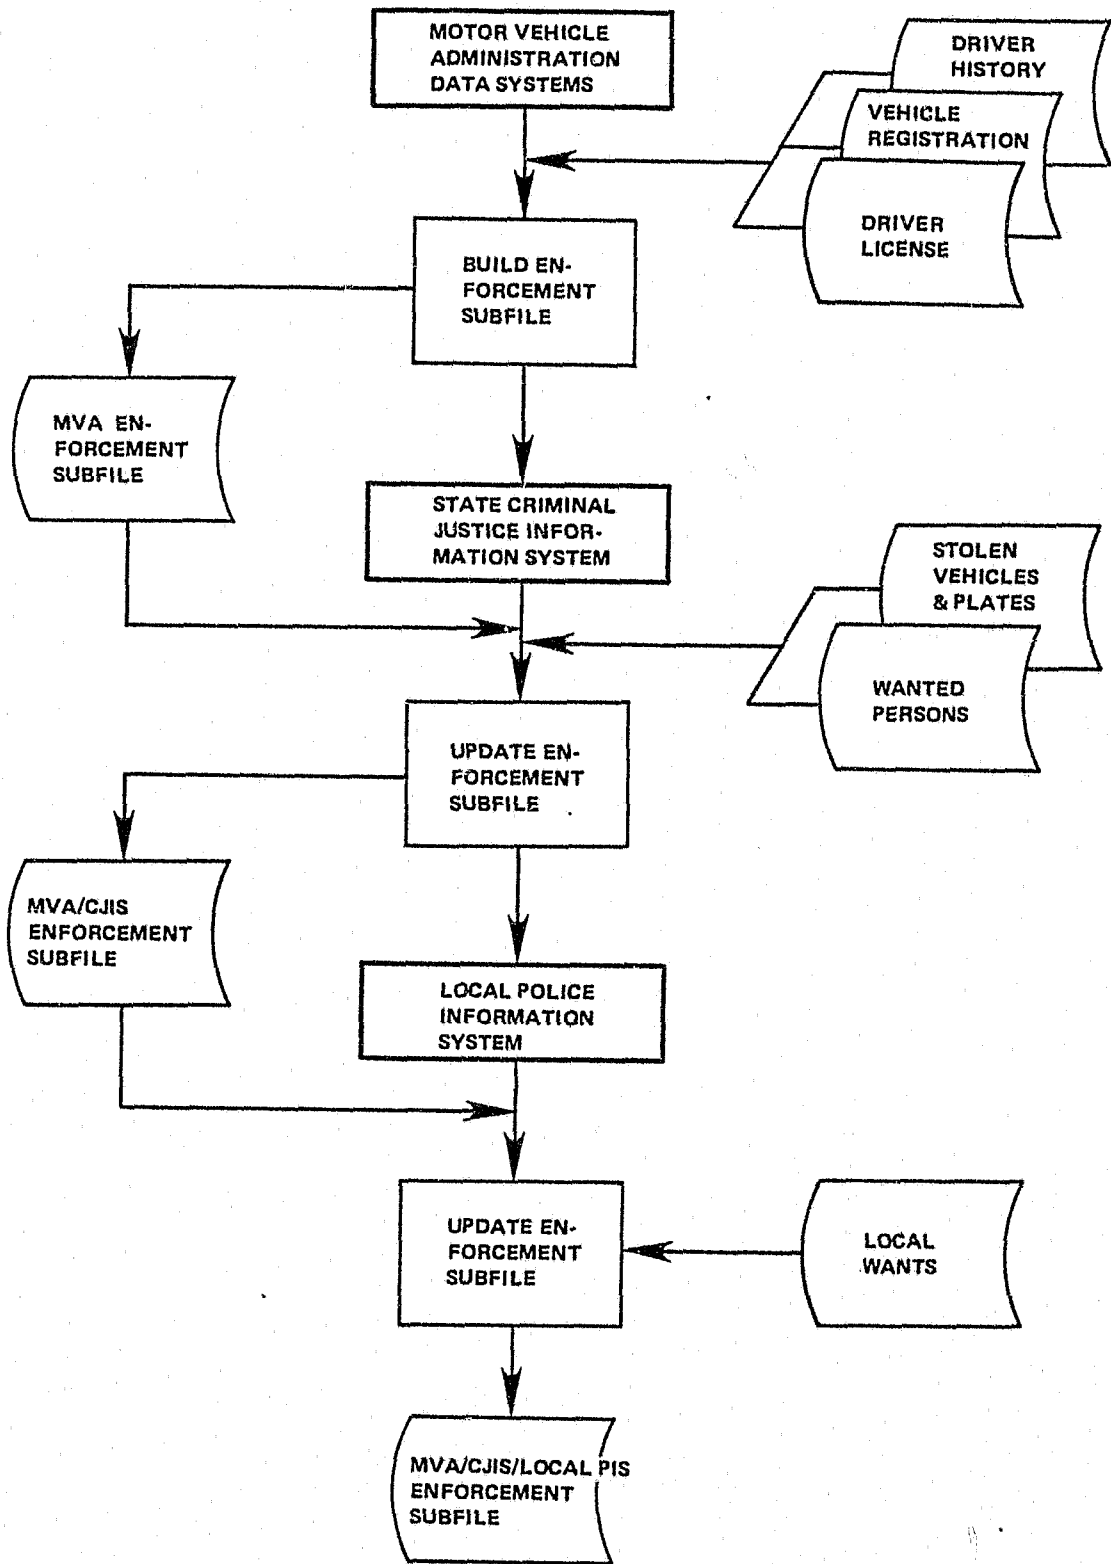 MOTOR VEHICLE
ADMINISTRATION
DATA SYSTEMS
DRIVER
HISTORY
VEHICLE
REGISTRATION
DRIVER
LICENSE
BUILD EN-
FORCEMENT
SUBFILE
MVA EN-
FORCEMENT
SUBFILE
STATE CRIMINAL
JUSTICE INFOR-
MATION SYSTEM
STOLEN
VEHICLES
& PLATES
WANTED
PERSONS
UPDATE EN-
FORCEMENT
SUBFILE
MVA/CJIS
ENFORCEMENT
SUBFILE
LOCAL POLICE
INFORMATION
SYSTEM
UPDATE EN-
FORCEMENT
SUBFILE
LOCAL
WANTS
MVA/CJIS/LOCAL PIS
ENFORCEMENT
SUBFILE